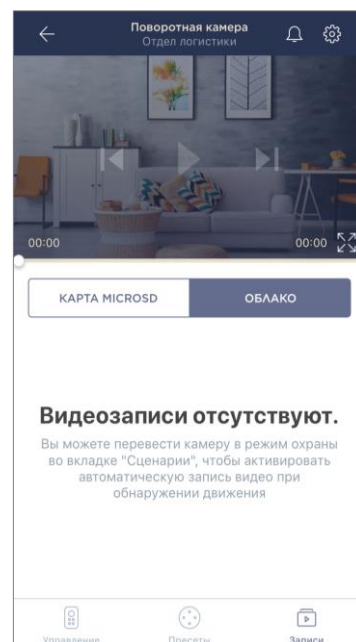 Поворотная камера
Отдел логистики
00:00 00:00
КАРТА MICROSD ОБЛАКО
Видеозаписи отсутствуют.
Вы можете перевести камеру в режим охраны
во вкладке "Сценарии", чтобы активировать
автоматическую запись видео при
обнаружении движения
Управление Пресеты Записи